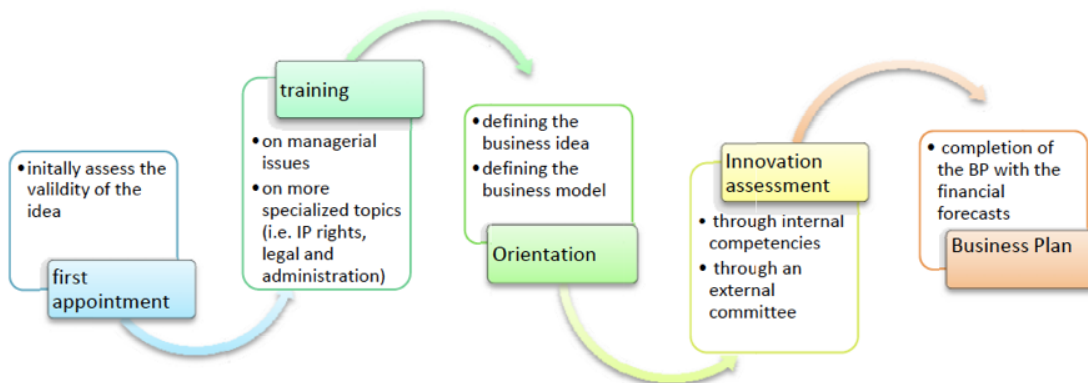 • initally assess the
valildity of the
idea
first
appointment
training
• on managerial
issues
• on more
specialized topics
(i.e. IP rights,
legal and
administration)
• defining the
business idea
• defining the
business model
Orientation
Innovation
assessment
• through internal
competencies
• through an
external
committee
• completion of
the BP with the
financial
forecasts
Business Plan